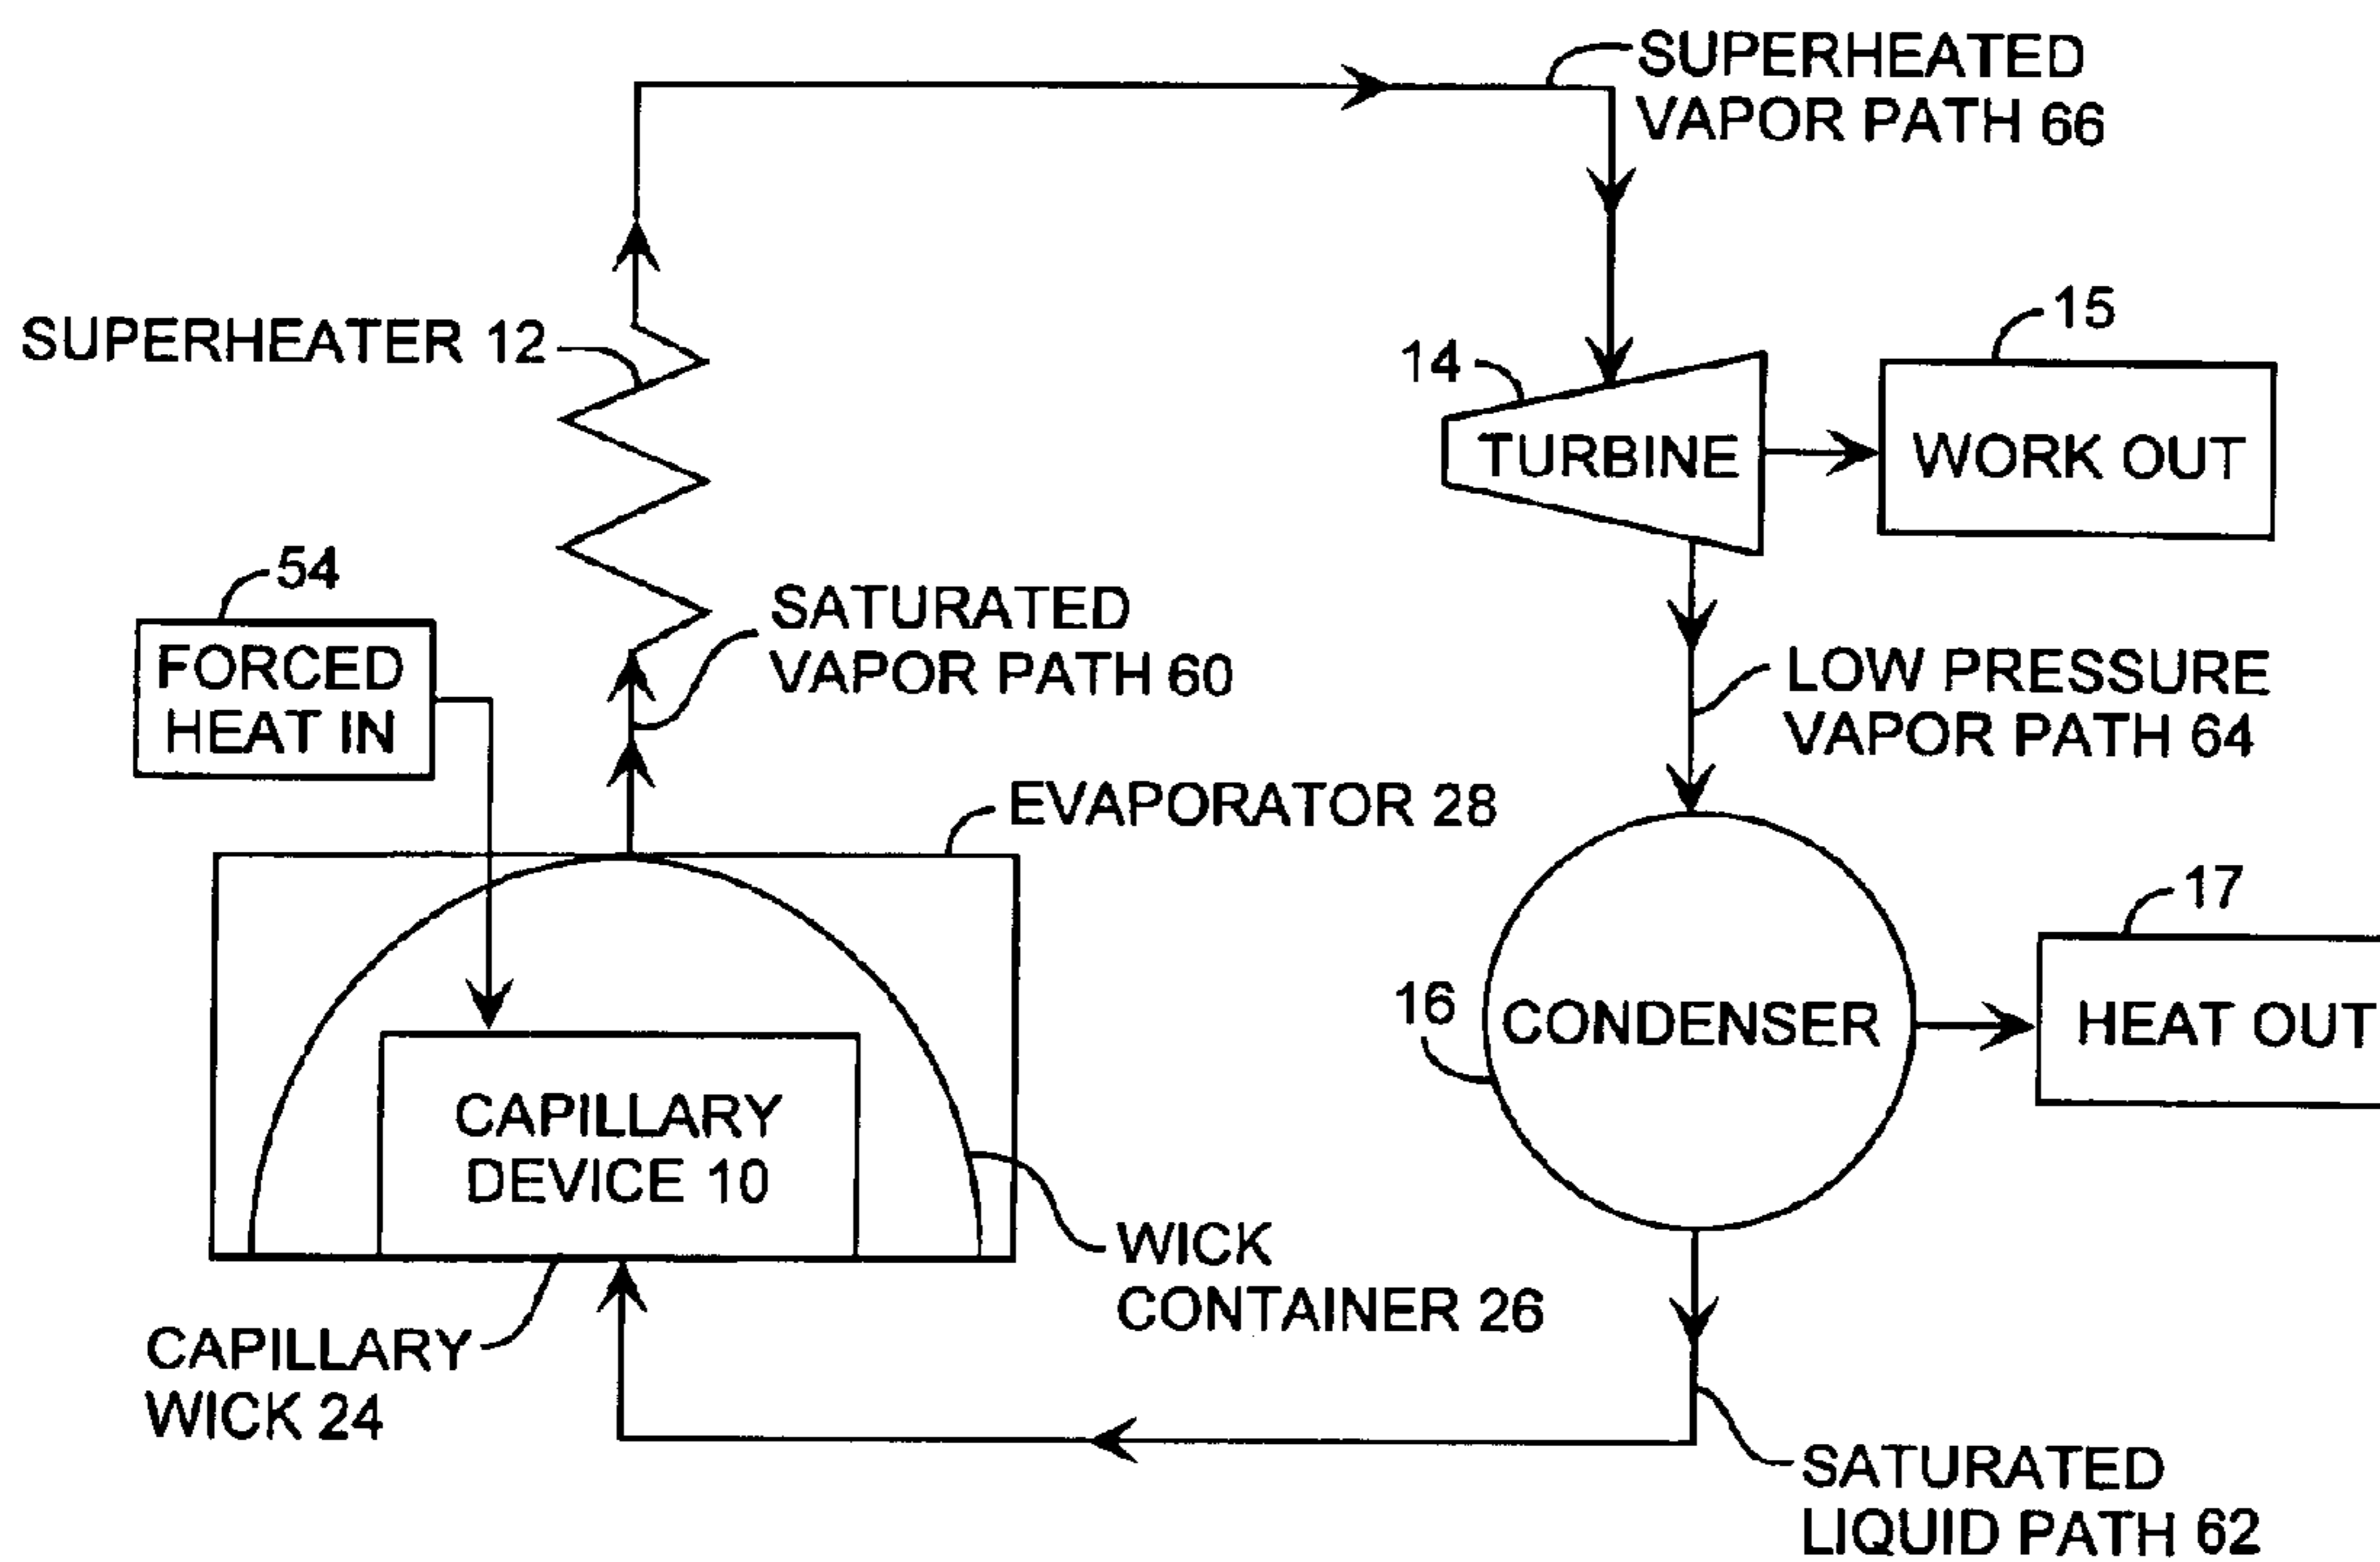 SUPERHEATED
VAPOR PATH 66
SUPERHEATER 12
15
14
TURBINE
WORK OUT
54
FORCED
HEAT IN
SATURATED
VAPOR PATH 60
LOW PRESSURE
VAPOR PATH 64
EVAPORATOR 28
17
16
CONDENSER
HEAT OUT
CAPILLARY
DEVICE 10
WICK
CONTAINER 26
CAPILLARY
WICK 24
SATURATED
LIQUID PATH 62